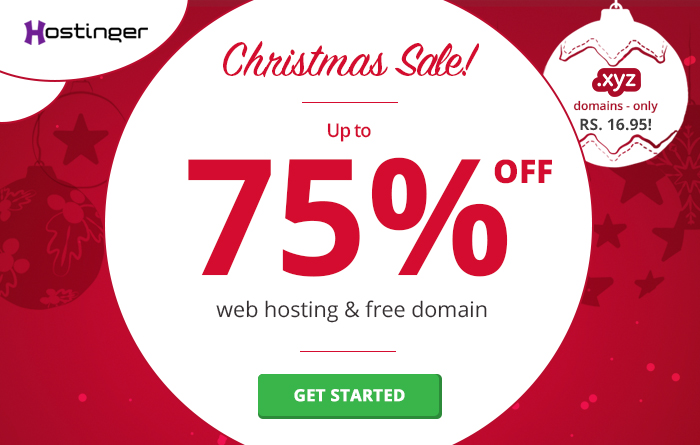 Hostinger
Christmas Sale!
.xyz
domains - only
RS. 16.95!
Up to
75% OFF
web hosting & free domain
GET STARTED